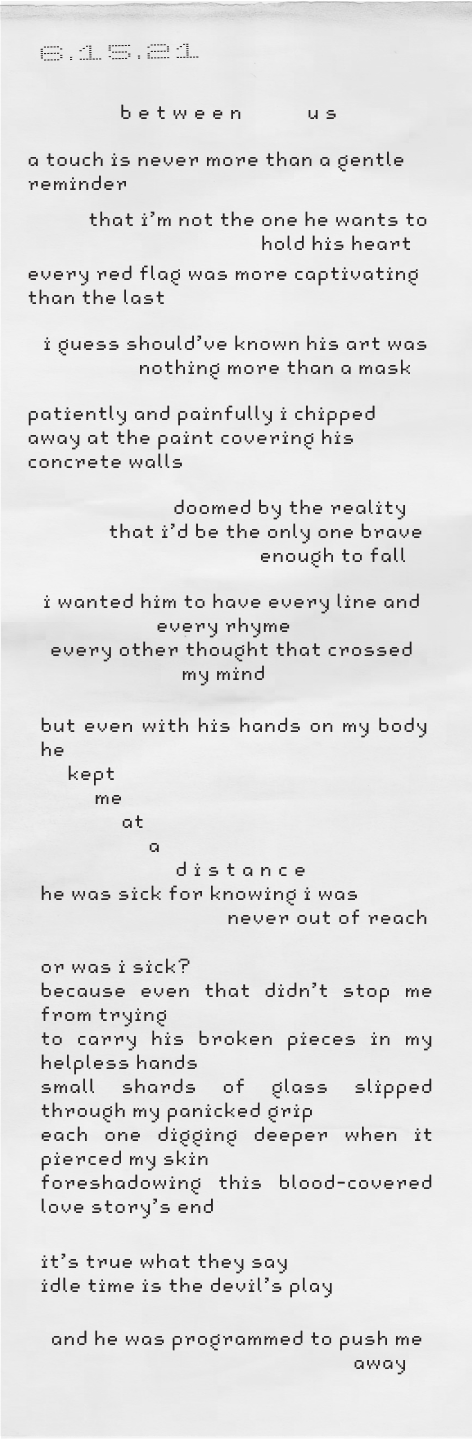 6.15.21
between us
a touch is never more than a gentle
reminder
that i'm not the one he wants to
hold his heart
every red flag was more captivating
than the last
i guess should've known his art was
nothing more than a mask
patiently and painfully i chipped
away at the paint covering his
concrete walls
doomed by the reality
that i'd be the only one brave
enough to fall
i wanted him to have every line and
every rhyme
every other thought that crossed
my mind
but even with his hands on my body
he
kept
me
at
a
distance
he was sick for knowing i was
never out of reach
or was i sick?
because even that didn't stop me
from trying
to carry his broken pieces in my
helpless hands
small shards of glass slipped
through my panicked grip
each one digging deeper when it
pierced my skin
foreshadowing this blood-covered
love story's end
it's true what they say
idle time is the devil's play
and he was programmed to push me
away